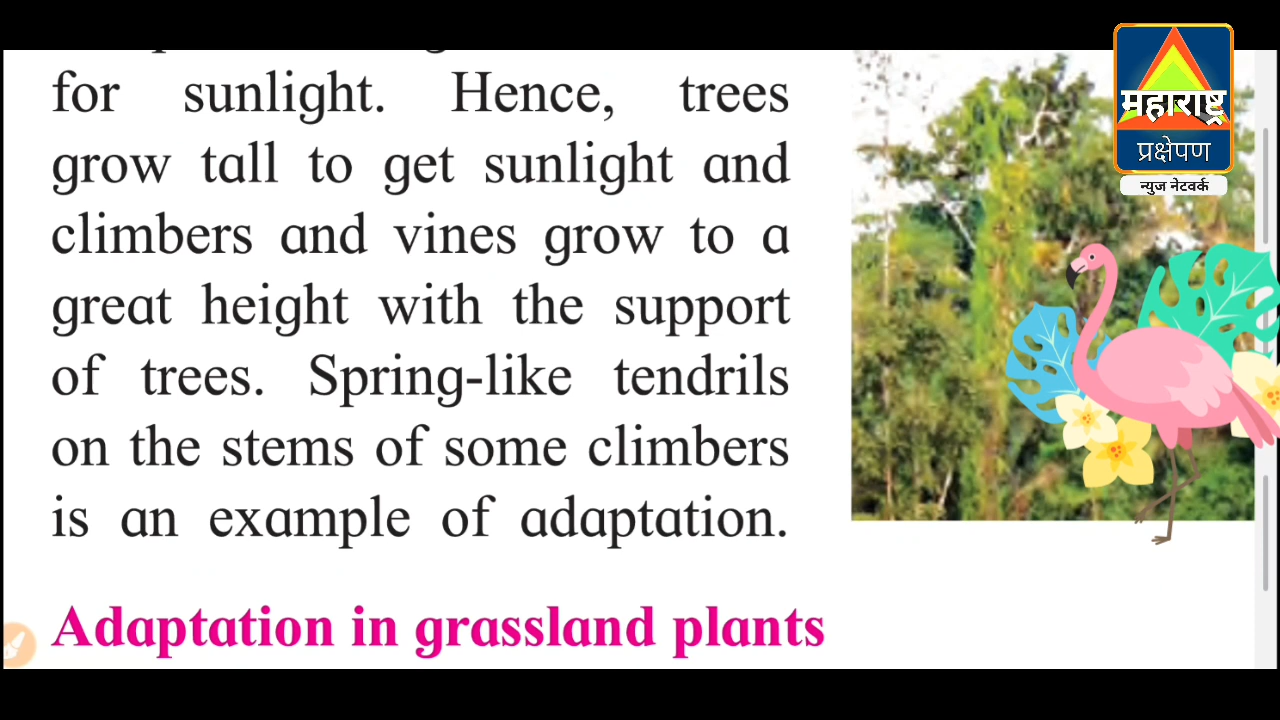 for sunlight. Hence, trees
grow tall to get sunlight and
climbers and vines grow to a
great height with the support
of trees. Spring-like tendrils
on the stems of some climbers
is an example of adaptation.
Adaptation in grassland plants
महाराष्ट्र
प्रक्षेपण
न्युज नेटवर्क